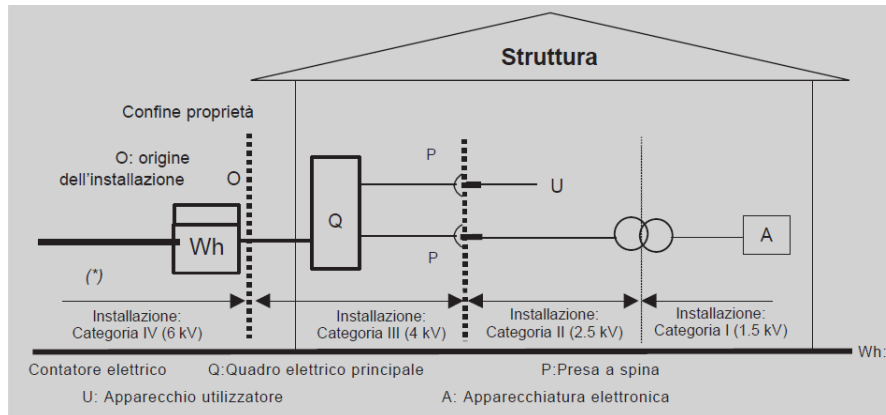 Struttura
Confine proprietà
O: origine
dell'installazione
O
P
U
Q
Wh
A
P
(*)
Installazione:
Categoria IV (6 kV)
Installazione:
Categoria III (4 kV)
Installazione:
Categoria II (2.5 kV)
Installazione:
Categoria I (1.5 kV)
Wh:
Contatore elettrico Q:Quadro elettrico principale P:Presa a spina
U: Apparecchio utilizzatore A: Apparecchiatura elettronica